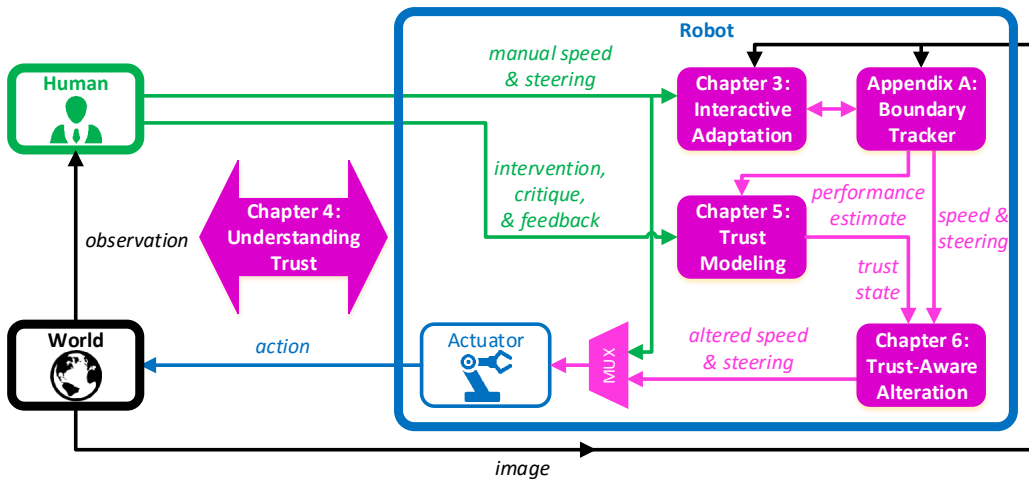 Robot
Human
manual speed
& steering
Chapter 3:
Interactive
Adaptation
Appendix A:
Boundary
Tracker
intervention,
critique,
& feedback
Chapter 4:
Understanding
Trust
observation
Chapter 5:
Trust
Modeling
performance
estimate
speed &
steering
trust
state
World
action
Actuator
MUX
altered speed
& steering
Chapter 6:
Trust-Aware
Alteration
image